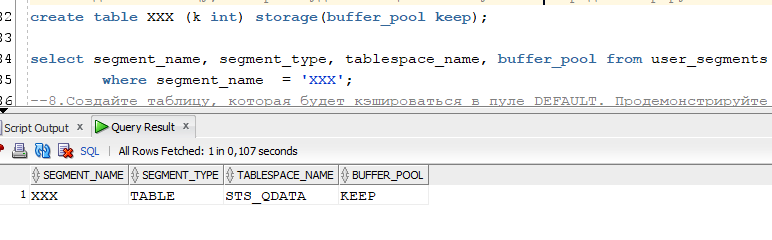 32 create table XXX (k int) storage(buffer_pool keep);
33
34 select segment_name, segment_type, tablespace_name, buffer_pool from user_segments
35 where segment_name = 'XXX';
36 --8.Создайте таблицу, которая будет кэшироваться в пуле DEFAULT. Продемонстрируйте
Script Output x Query Result x
SQL | All Rows Fetched: 1 in 0,107 seconds
SEGMENT_NAME SEGMENT_TYPE TABLESPACE_NAME BUFFER_POOL
1 XXX TABLE STS_QDATA KEEP